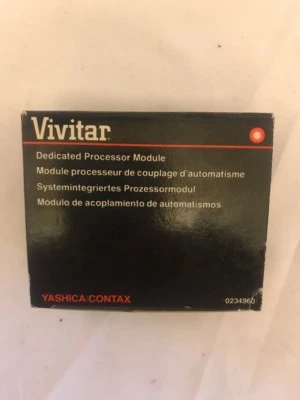 Vivitar
Dedicated Processor Module
Module processeur de couplage d'automatisme
Systemintegriertes Prozessormodul
Módulo de acoplamiento de automatismos
YASHICA/CONTAX
0234960